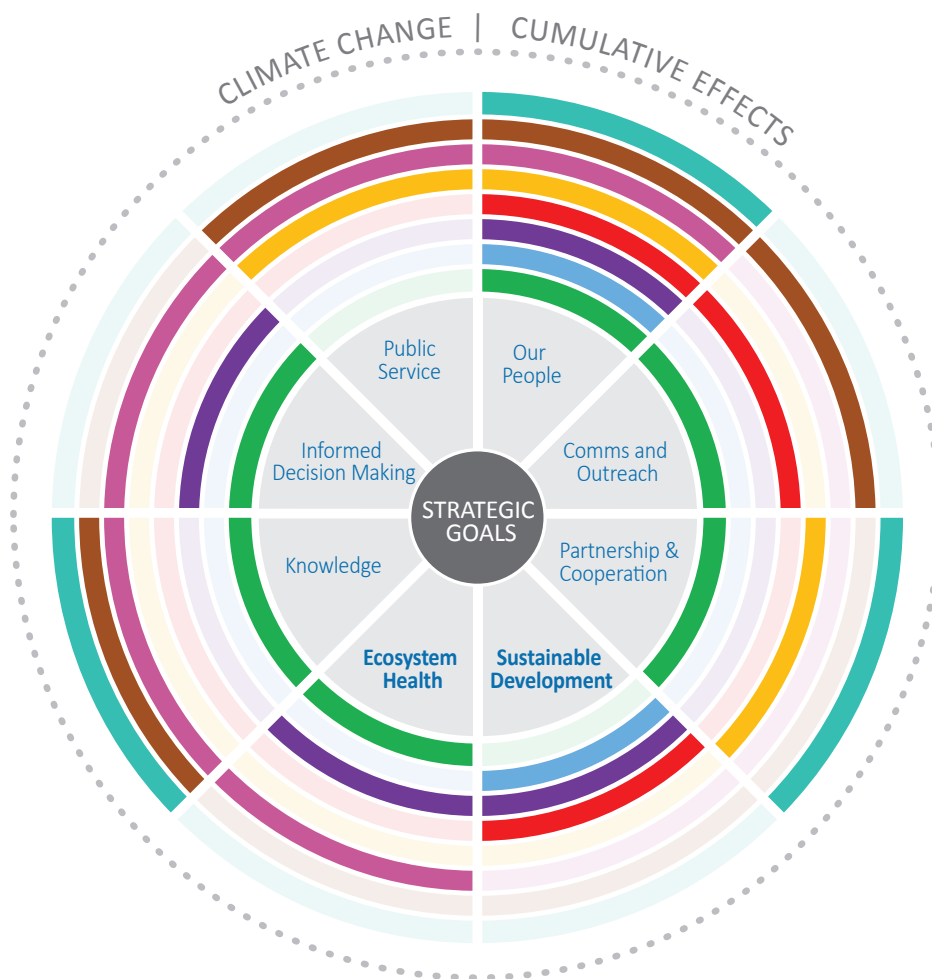 CLIMATE CHANGE | CUMULATIVE EFFECTS
Public
Service
Our
People
Informed
Decision Making
Comms and
Outreach
STRATEGIC
GOALS
Knowledge
Partnership &
Cooperation
Ecosystem
Health
Sustainable
Development